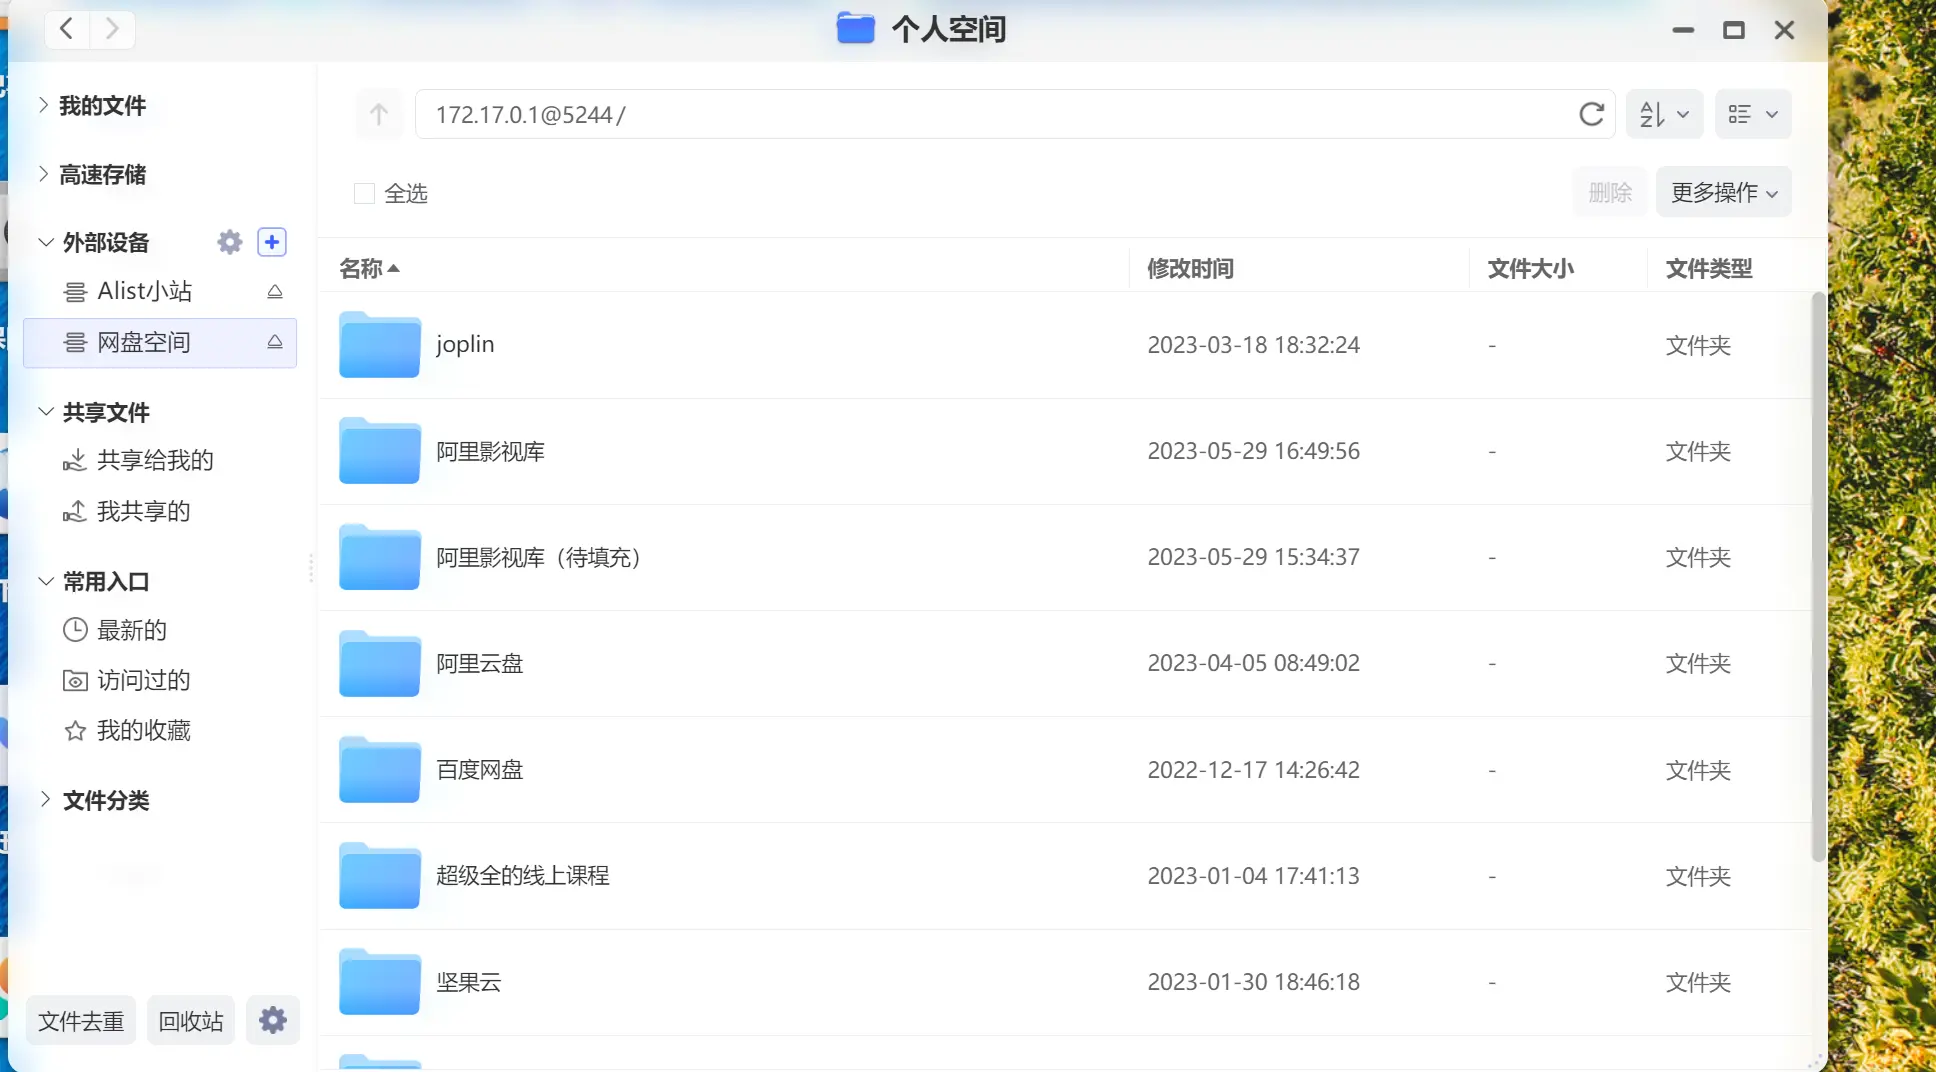 个人空间
我的文件
高速存储
外部设备
Alist小站
网盘空间
共享文件
共享给我的
我共享的
常用入口
最新的
访问过的
我的收藏
文件分类
文件去重 回收站
172.17.0.1@5244/
全选
删除 更多操作
名称 修改时间 文件大小 文件类型
joplin 2023-03-18 18:32:24 - 文件夹
阿里影视库 2023-05-29 16:49:56 - 文件夹
阿里影视库（待填充） 2023-05-29 15:34:37 - 文件夹
阿里云盘 2023-04-05 08:49:02 - 文件夹
百度网盘 2022-12-17 14:26:42 - 文件夹
超级全的线上课程 2023-01-04 17:41:13 - 文件夹
坚果云 2023-01-30 18:46:18 - 文件夹